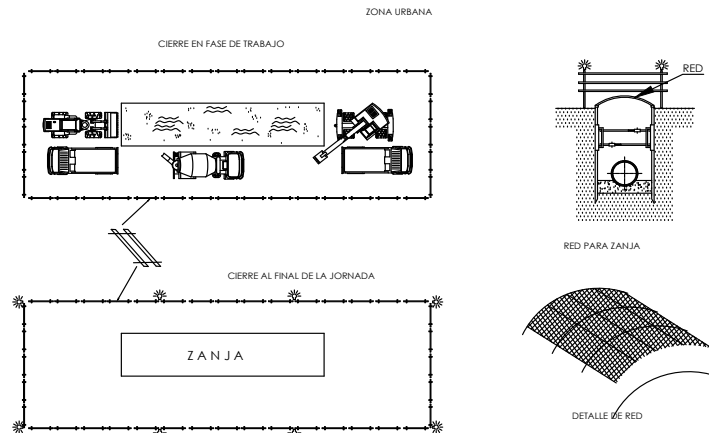 ZONA URBANA
CIERRE EN FASE DE TRABAJO
RED
RED PARA ZANJA
CIERRE AL FINAL DE LA JORNADA
ZANJA
DETALLE DE RED